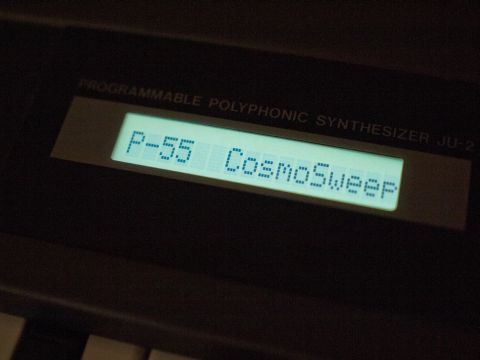 PROGRAMMABLE POLYPHONIC SYNTHESIZER JU-2
P-55 CosmoSweep